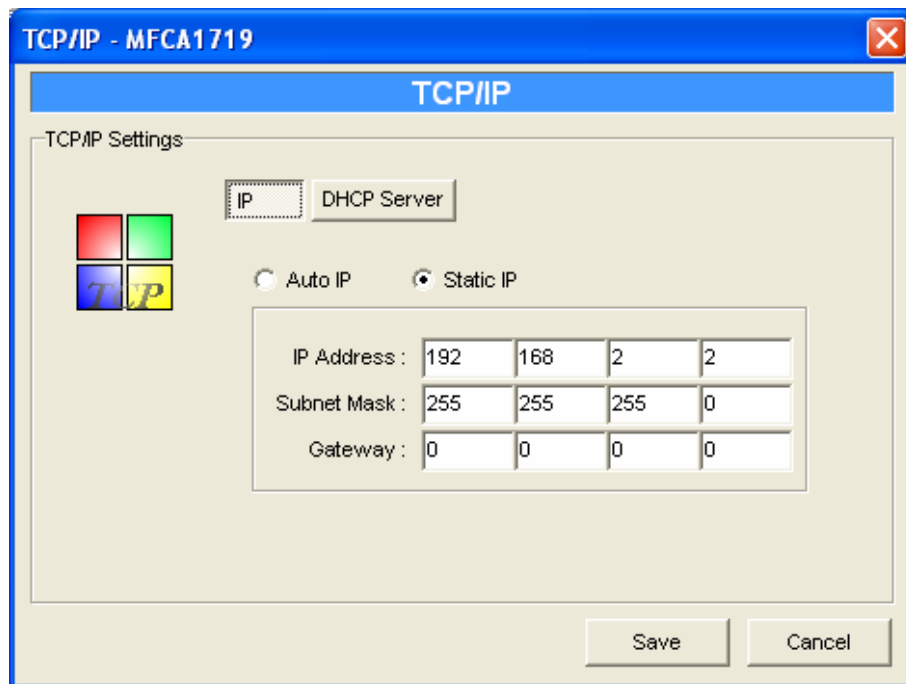 TCP/IP - MFCA1719
TCP/IP
TCP/IP Settings
IP DHCP Server
TCP
Auto IP Static IP
IP Address : 192 168 2 2
Subnet Mask : 255 255 255 0
Gateway : 0 0 0 0
Save Cancel